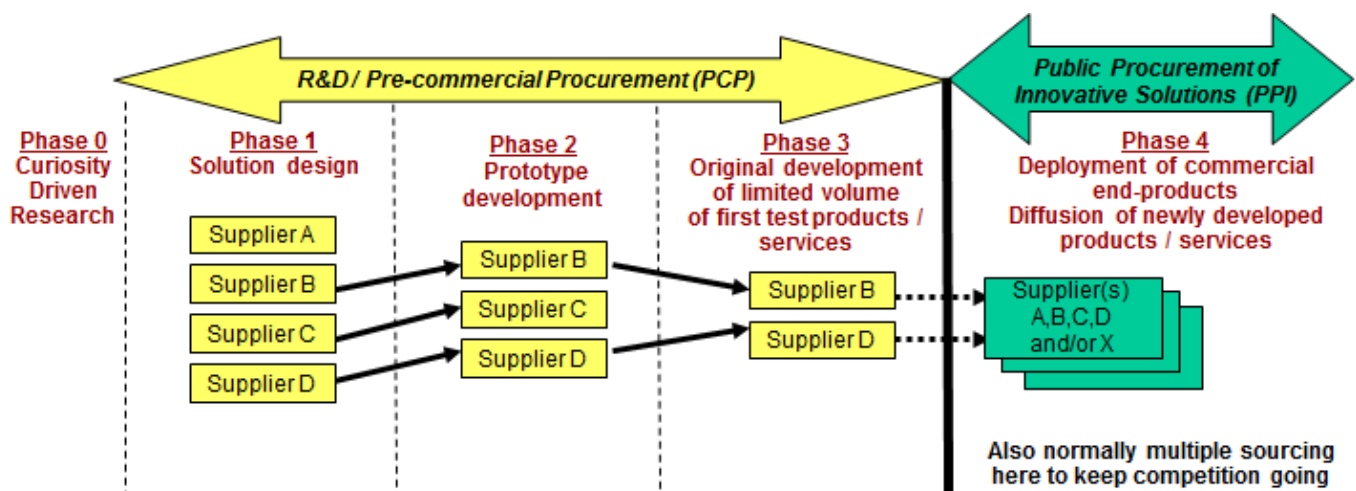 R&D / Pre-commercial Procurement (PCP)
Public Procurement of
Innovative Solutions (PPI)
Phase 0
Curiosity
Driven
Research
Phase 1
Solution design
Supplier A
Supplier B
Supplier C
Supplier D
Phase 2
Prototype
development
Supplier B
Supplier C
Supplier D
Phase 3
Original development
of limited volume
of first test products /
services
Supplier B
Supplier D
Phase 4
Deployment of commercial
end-products
Diffusion of newly developed
products / services
Supplier(s)
A,B,C,D
and/or X
Also normally multiple sourcing
here to keep competition going